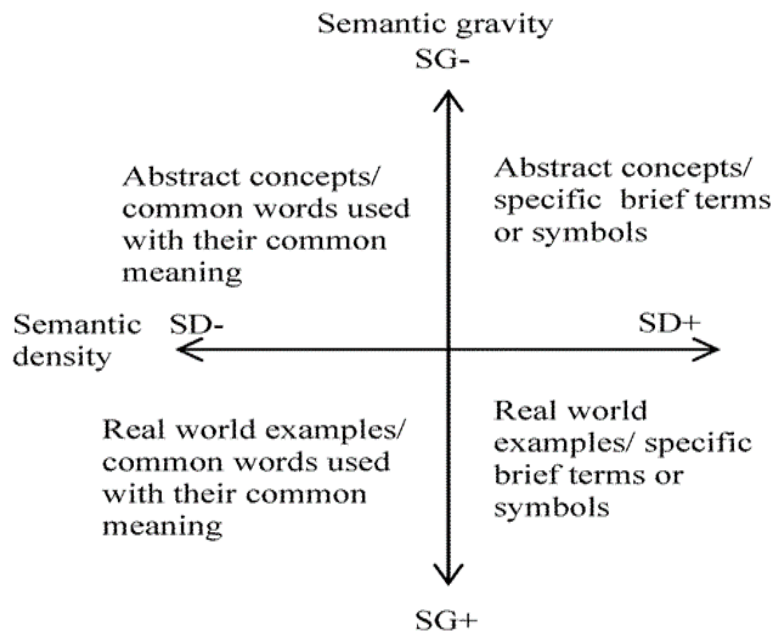 Semantic gravity
SG-
Abstract concepts/
common words used
with their common
meaning
Abstract concepts/
specific brief terms
or symbols
Semantic SD-
density
SD+
Real world examples/
common words used
with their common
meaning
Real world
examples/ specific
brief terms or
symbols
SG+